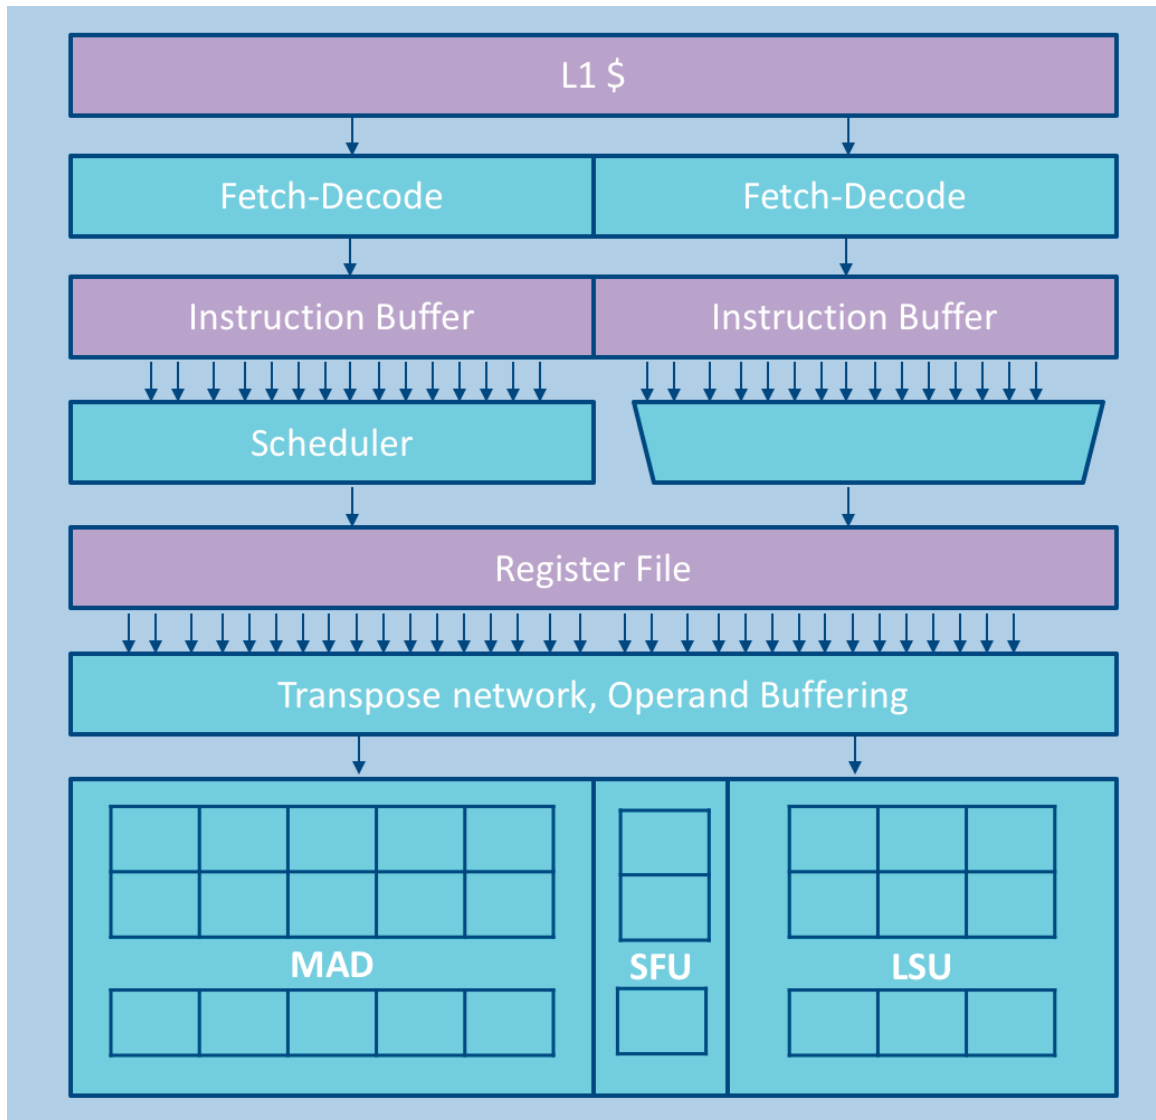 L1 $
Fetch-Decode
Fetch-Decode
Instruction Buffer
Instruction Buffer
Scheduler
Register File
Transpose network, Operand Buffering
MAD
SFU
LSU